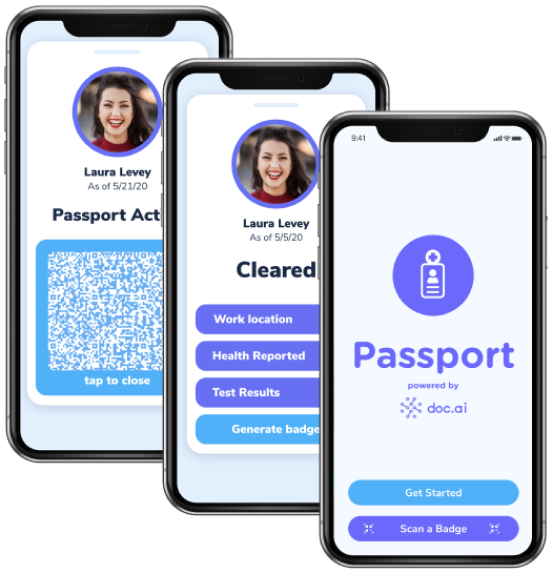 Laura Levey
As of 5/21/20
Passport Act
tap to close
Laura Levey
As of 5/5/20
Cleared
Work location
Health Reported
Test Results
Generate badge
9:41
Passport
powered by
doc.ai
Get Started
Scan a Badge